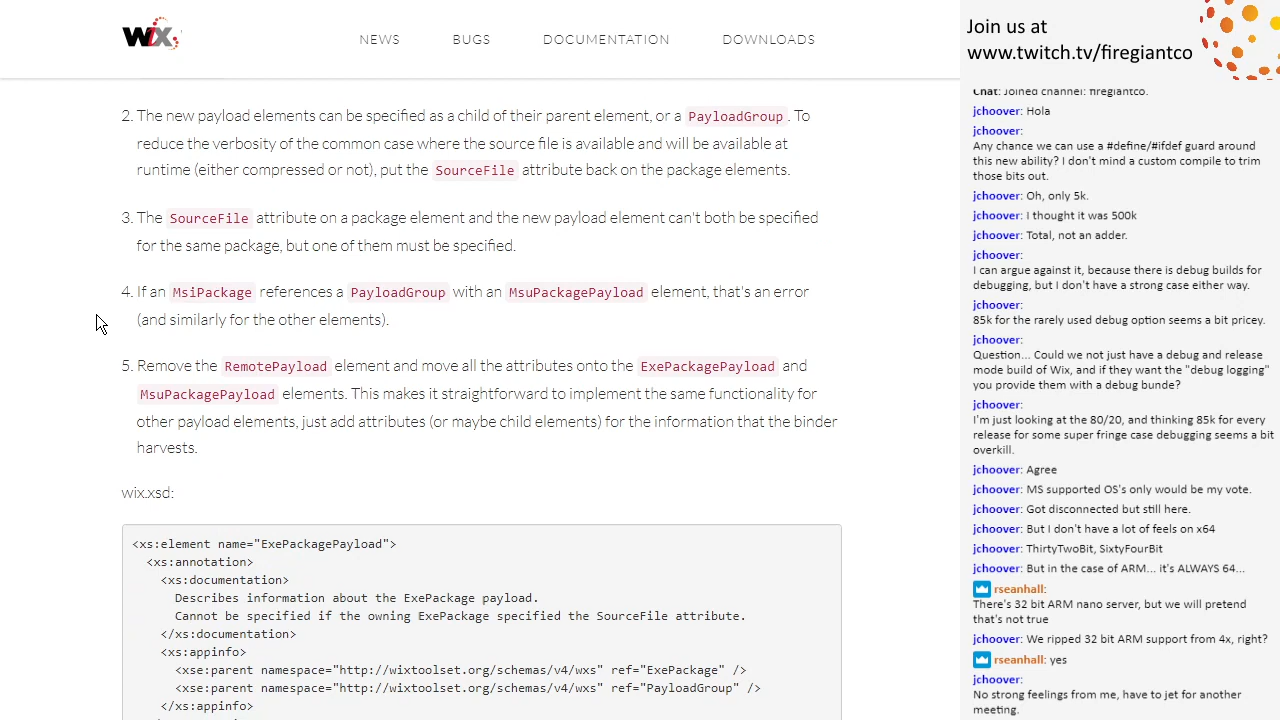 WiX
NEWS BUGS DOCUMENTATION DOWNLOADS
2. The new payload elements can be specified as a child of their parent element, or a PayloadGroup. To
reduce the verbosity of the common case where the source file is available and will be available at
runtime (either compressed or not), put the SourceFile attribute back on the package elements.
3. The SourceFile attribute on a package element and the new payload element can't both be specified
for the same package, but one of them must be specified.
4. If an MsiPackage references a PayloadGroup with an MsuPackagePayload element, that's an error
(and similarly for the other elements).
5. Remove the RemotePayload element and move all the attributes onto the ExePackagePayload and
MsuPackagePayload elements. This makes it straightforward to implement the same functionality for
other payload elements: just add attributes (or maybe child elements) for the information that the binder
harvests.
wix.xsd:
<xs:element name="ExePackagePayload">
<xs:annotation>
<xs:documentation>
Describes information about the ExePackage payload.
Cannot be specified if the owning ExePackage specified the SourceFile attribute.
</xs:documentation>
<xs:appinfo>
<xse:parent namespace="http://wixtoolset.org/schemas/v4/wxs" ref="ExePackage" />
<xse:parent namespace="http://wixtoolset.org/schemas/v4/wxs" ref="PayloadGroup" />
</xs:appinfo>
Join us at
www.twitch.tv/firegiantco
Chat: Joined channel: firegiantco.
jchoover: Hola
jchoover:
Any chance we can use a #define/#ifdef guard around
this new ability? I don't mind a custom compile to trim
those bits out.
jchoover: Oh, only 5k.
jchoover: I thought it was 500k
jchoover: Total, not an adder.
jchoover:
I can argue against it, because there is debug builds for
debugging, but I don't have a strong case either way.
jchoover:
85k for the rarely used debug option seems a bit pricey.
jchoover:
Question... Could we not just have a debug and release
mode build of Wix, and if they want the "debug logging"
you provide them with a debug bunde?
jchoover:
I'm just looking at the 80/20, and thinking 85k for every
release for some super fringe case debugging seems a bit
overkill.
jchoover: Agree
jchoover: MS supported OS's only would be my vote.
jchoover: Got disconnected but still here.
jchoover: But I don't have a lot of feels on x64
jchoover: ThirtyTwoBit, SixtyFourBit
jchoover: But in the case of ARM... it's ALWAYS 64...
rseanhall:
There's 32 bit ARM nano server, but we will pretend
that's not true
jchoover: We ripped 32 bit ARM support from 4x, right?
rseanhall: yes
jchoover:
No strong feelings from me, have to jet for another
meeting.